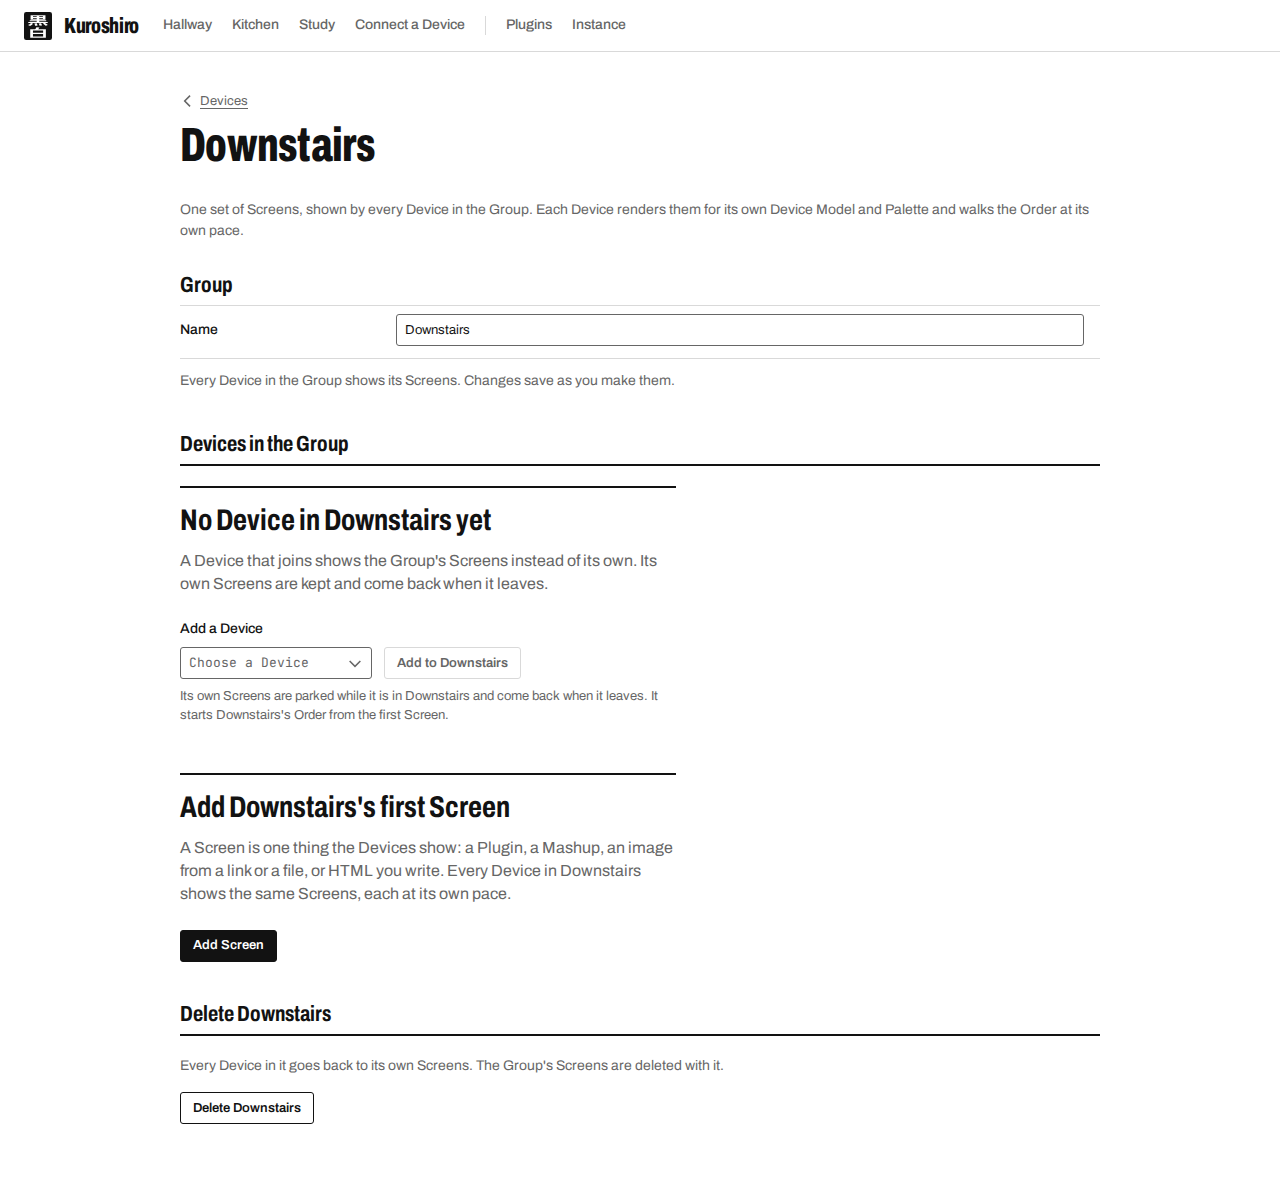 黒白 Kuroshiro Hallway Kitchen Study Connect a Device Plugins Instance
Devices
Downstairs
One set of Screens, shown by every Device in the Group. Each Device renders them for its own Device Model and Palette and walks the Order at its
own pace.
Group
Name Downstairs
Every Device in the Group shows its Screens. Changes save as you make them.
Devices in the Group
No Device in Downstairs yet
A Device that joins shows the Group's Screens instead of its own. Its
own Screens are kept and come back when it leaves.
Add a Device
Choose a Device Add to Downstairs
Its own Screens are parked while it is in Downstairs and come back when it leaves. It
starts Downstairs's Order from the first Screen.
Add Downstairs's first Screen
A Screen is one thing the Devices show: a Plugin, a Mashup, an image
from a link or a file, or HTML you write. Every Device in Downstairs
shows the same Screens, each at its own pace.
Add Screen
Delete Downstairs
Every Device in it goes back to its own Screens. The Group's Screens are deleted with it.
Delete Downstairs